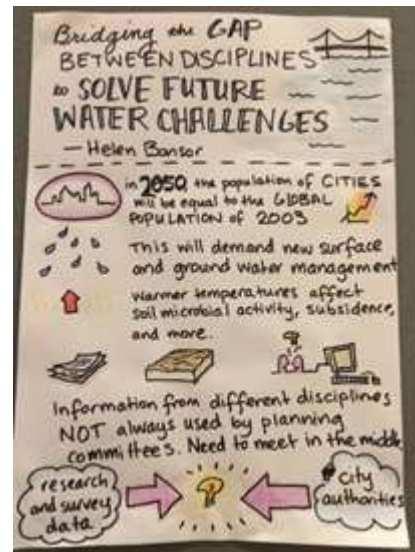 Bridging the GAP
BETWEEN DISCIPLINES
to SOLVE FUTURE
WATER CHALLENGES
— Helen Bonsor
in 2050, the population of CITIES
will be equal to the GLOBAL
POPULATION of 2003
This will demand new surface
and ground water management
Warmer temperatures affect
soil microbial activity, subsidence,
and more.
Information from different disciplines
NOT always used by planning
committees. Need to meet in the middle
research
and survey
data
city
authorities